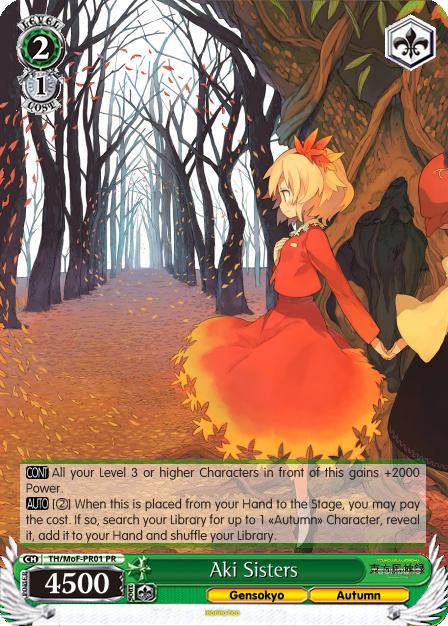 LEVEL
2
1
COST
CONT All your Level 3 or higher Characters in front of this gains +2000
Power.
AUTO [②] When this is placed from your Hand to the Stage, you may pay
the cost. If so, search your Library for up to 1 «Autumn» Character, reveal
it, add it to your Hand and shuffle your Library.
CH TH/MoF-PR01 PR
POWER
4500
SOUL
Aki Sisters
Gensokyo
Autumn